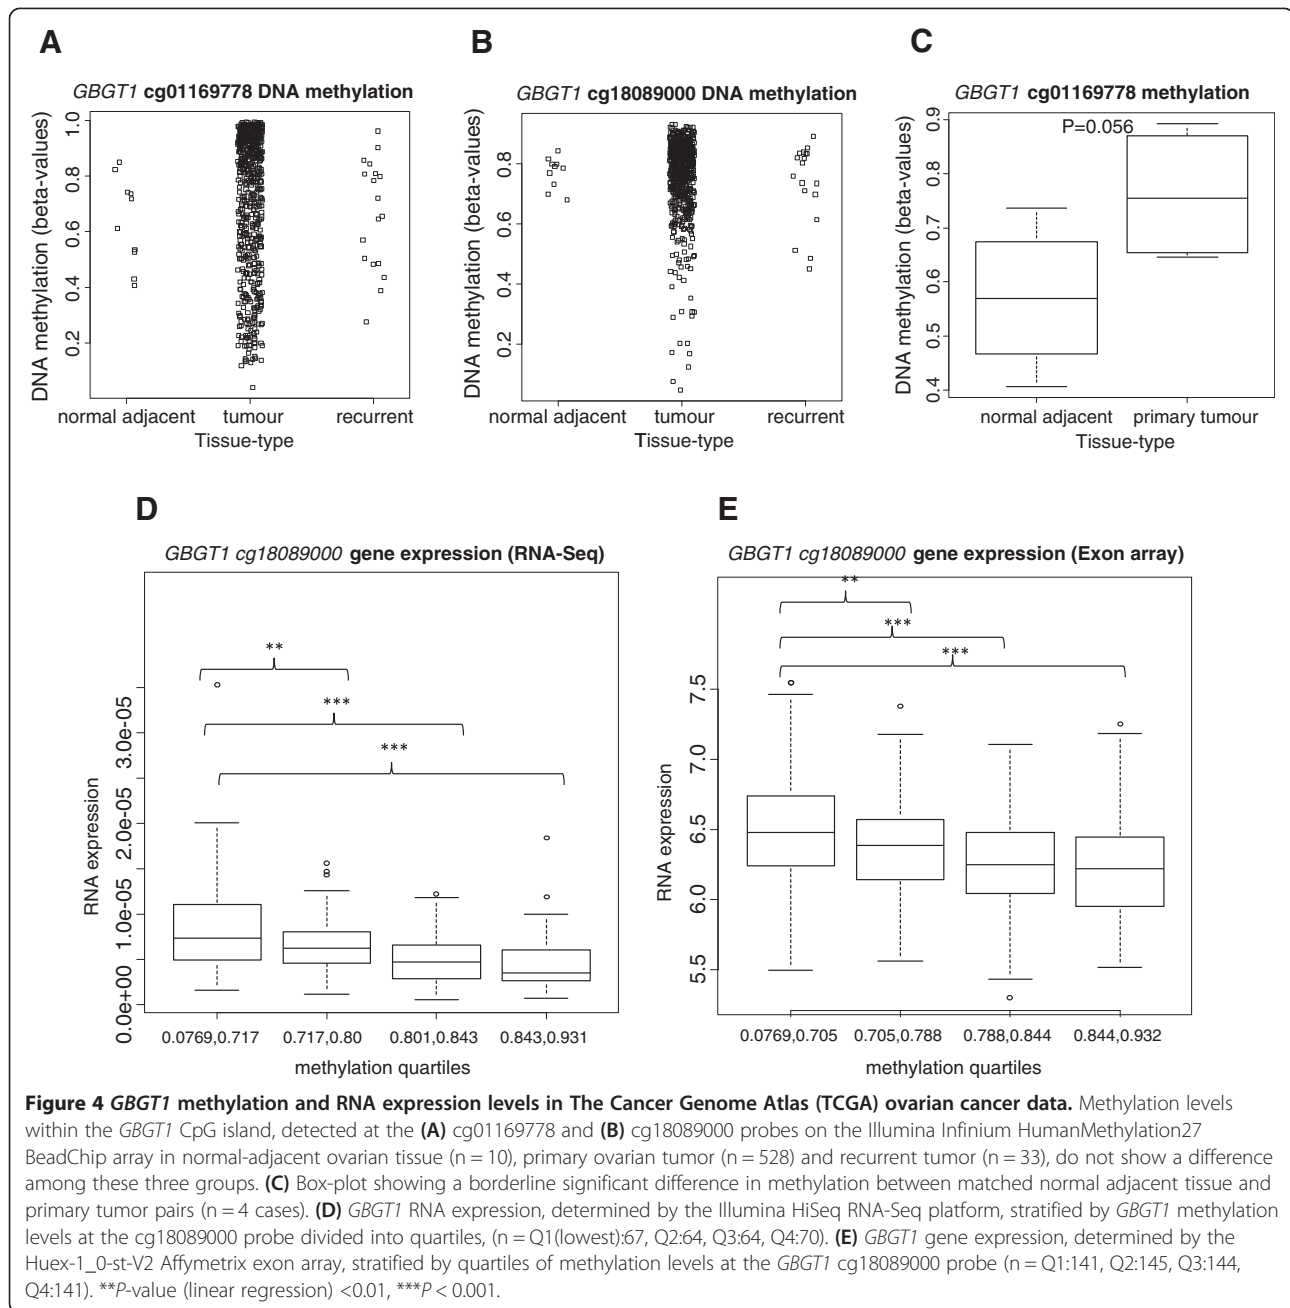 A
GBGT1 cg01169778 DNA methylation
DNA methylation (beta-values)
1.0
0.8
0.6
0.4
0.2
normal adjacent tumour recurrent
Tissue-type
B
GBGT1 cg18089000 DNA methylation
DNA methylation (beta-values)
0.8
0.6
0.4
0.2
normal adjacent tumour recurrent
Tissue-type
C
GBGT1 cg01169778 methylation
P=0.056
DNA methylation (beta-values)
0.9
0.8
0.7
0.6
0.5
0.4
normal adjacent primary tumour
Tissue-type
D
GBGT1 cg18089000 gene expression (RNA-Seq)
**
***
***
RNA expression
3.0e-05
2.0e-05
1.0e-05
0.0e+00
0.0769,0.717 0.717,0.80 0.801,0.843 0.843,0.931
methylation quartiles
E
GBGT1 cg18089000 gene expression (Exon array)
**
***
***
RNA expression
7.5
7.0
6.5
6.0
5.5
0.0769,0.705 0.705,0.788 0.788,0.844 0.844,0.932
methylation quartiles
Figure 4 GBGT1 methylation and RNA expression levels in The Cancer Genome Atlas (TCGA) ovarian cancer data. Methylation levels
within the GBGT1 CpG island, detected at the (A) cg01169778 and (B) cg18089000 probes on the Illumina Infinium HumanMethylation27
BeadChip array in normal-adjacent ovarian tissue (n = 10), primary ovarian tumor (n = 528) and recurrent tumor (n = 33), do not show a difference
among these three groups. (C) Box-plot showing a borderline significant difference in methylation between matched normal adjacent tissue and
primary tumor pairs (n = 4 cases). (D) GBGT1 RNA expression, determined by the Illumina HiSeq RNA-Seq platform, stratified by GBGT1 methylation
levels at the cg18089000 probe divided into quartiles, (n = Q1(lowest):67, Q2:64, Q3:64, Q4:70). (E) GBGT1 gene expression, determined by the
Huex-1_0-st-V2 Affymetrix exon array, stratified by quartiles of methylation levels at the GBGT1 cg18089000 probe (n = Q1:141, Q2:145, Q3:144,
Q4:141). **P-value (linear regression) <0.01, ***P < 0.001.